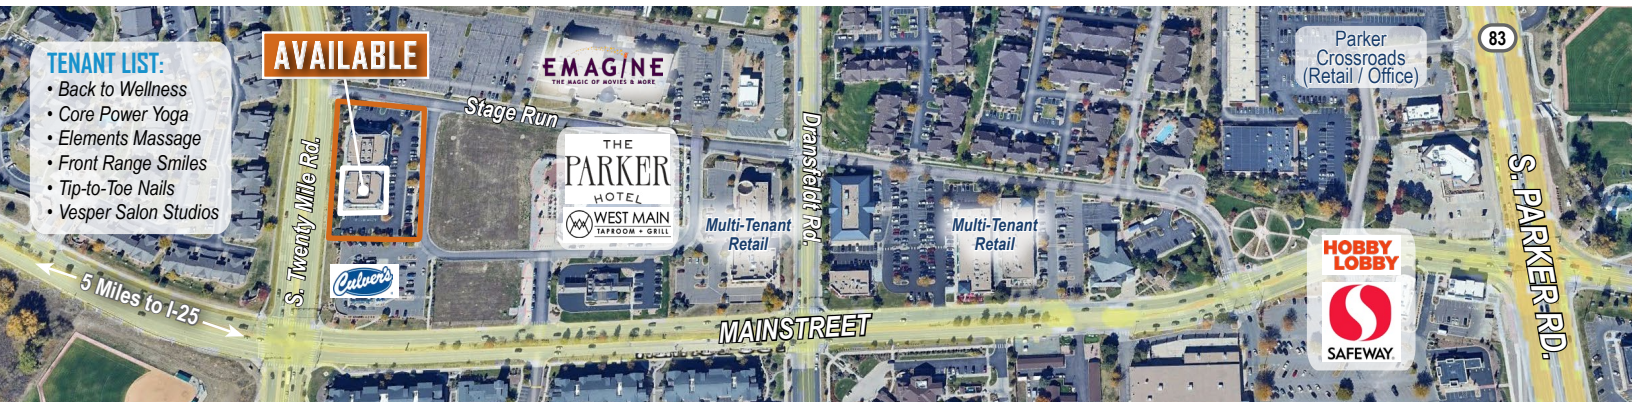 TENANT LIST:
• Back to Wellness
• Core Power Yoga
• Elements Massage
• Front Range Smiles
• Tip-to-Toe Nails
• Vesper Salon Studios
AVAILABLE
EMAGINE
THE MAGIC OF MOVIES & MORE
Stage Run
THE
PARKER
HOTEL
WEST MAIN
TAPROOM + GRILL
S. Twenty Mile Rd.
Culver's
5 Miles to I-25
MAINSTREET
Multi-Tenant
Retail
Dransfeldt Rd.
Multi-Tenant
Retail
Parker
Crossroads
(Retail / Office)
83
S. PARKER RD.
HOBBY
LOBBY
SAFEWAY